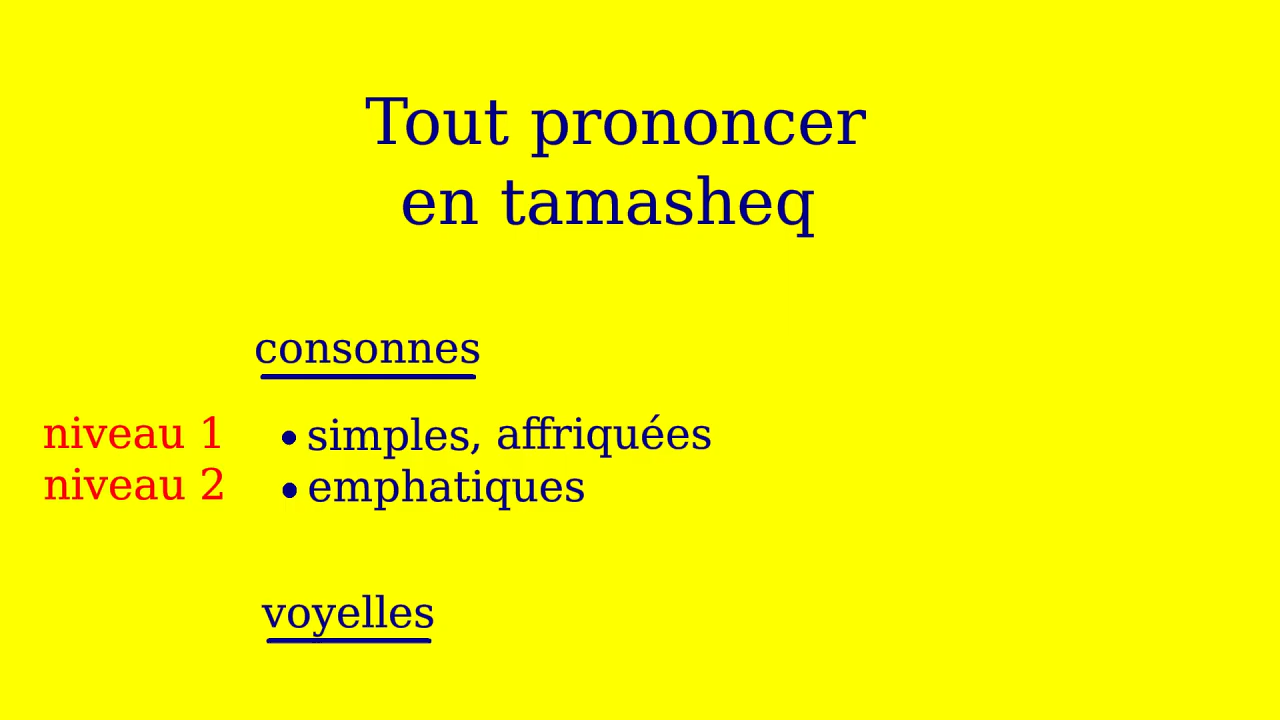 Tout prononcer
en tamasheq
consonnes
niveau 1 • simples, affriquées
niveau 2 • emphatiques
voyelles